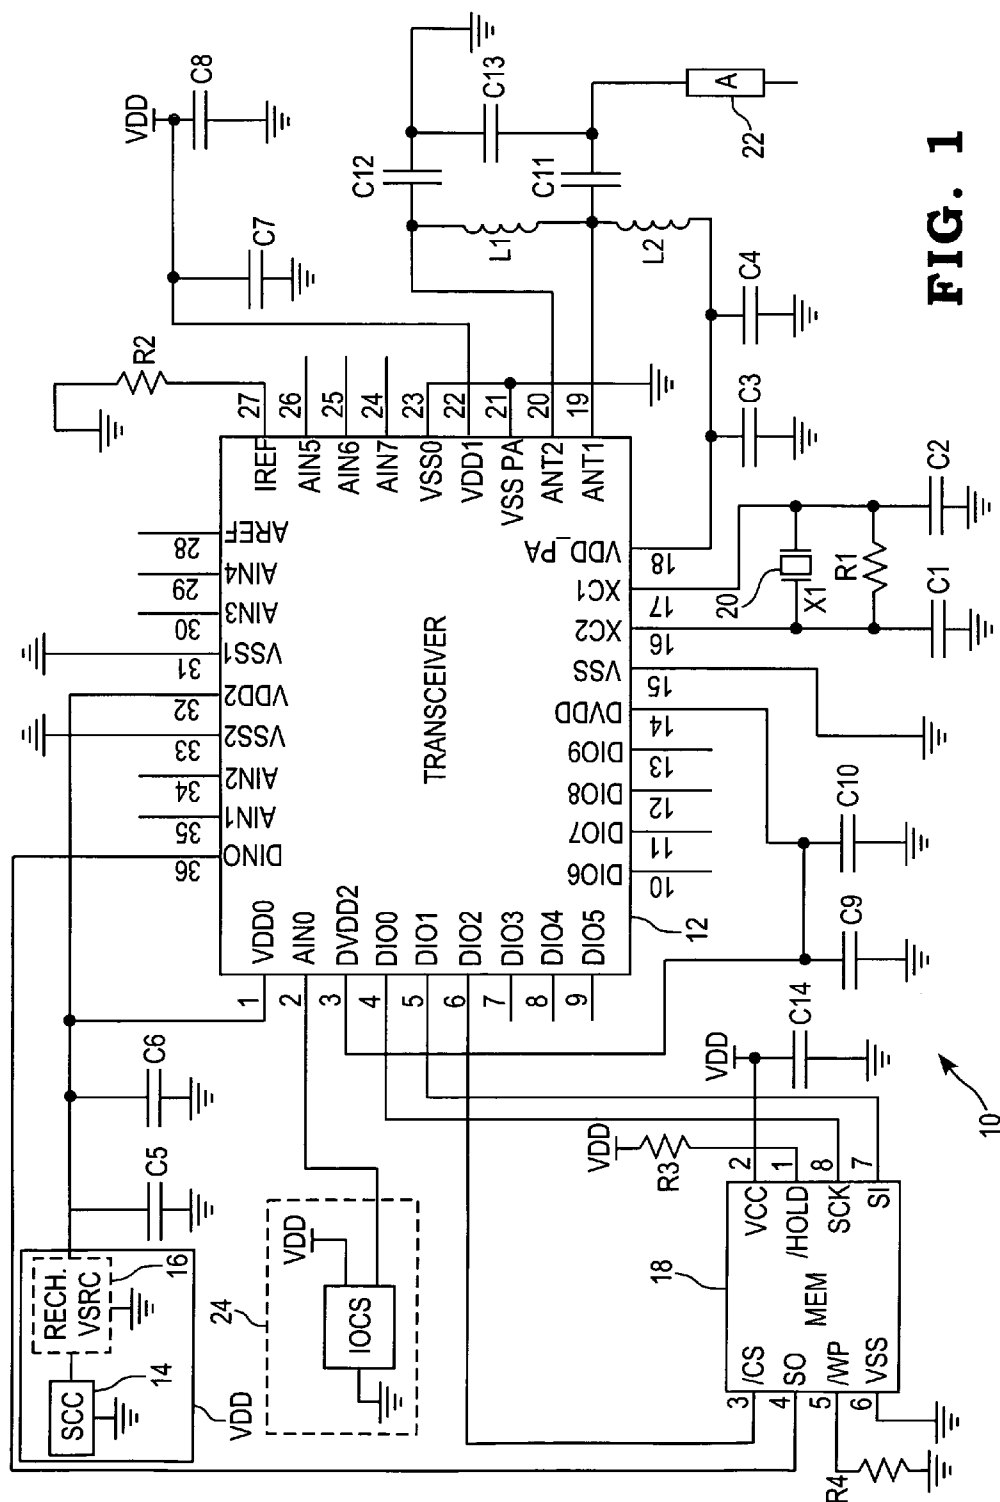 VDD
C8
C7
C12
C13
C11
A
22
L1
L2
C4
C3
R2
27
26
25
24
23
22
21
20
19
IREF
AIN5
AIN6
AIN7
VSS0
VDD1
VSS PA
ANT2
ANT1
28
29
30
31
32
33
34
35
36
AREF
AIN4
AIN3
VSS1
VDD2
VSS2
AIN2
AIN1
DINO
TRANSCEIVER
VDD_PA
XC1
XC2
VSS
DVDD
DIO9
DIO8
DIO7
DIO6
18
17
16
15
14
13
12
11
10
20
X1
R1
C2
C1
C10
C9
12
VDD0
AIN0
DVDD2
DIO0
DIO1
DIO2
DIO3
DIO4
DIO5
1
2
3
4
5
6
7
8
9
C6
C5
RECH.
VSRC
16
SCC
14
VDD
24
VDD
IOCS
VDD
C14
VDD
R3
2
1
8
7
VCC
/HOLD
SCK
SI
18
MEM
/CS
SO
/WP
VSS
3
4
5
6
R4
10
FIG. 1